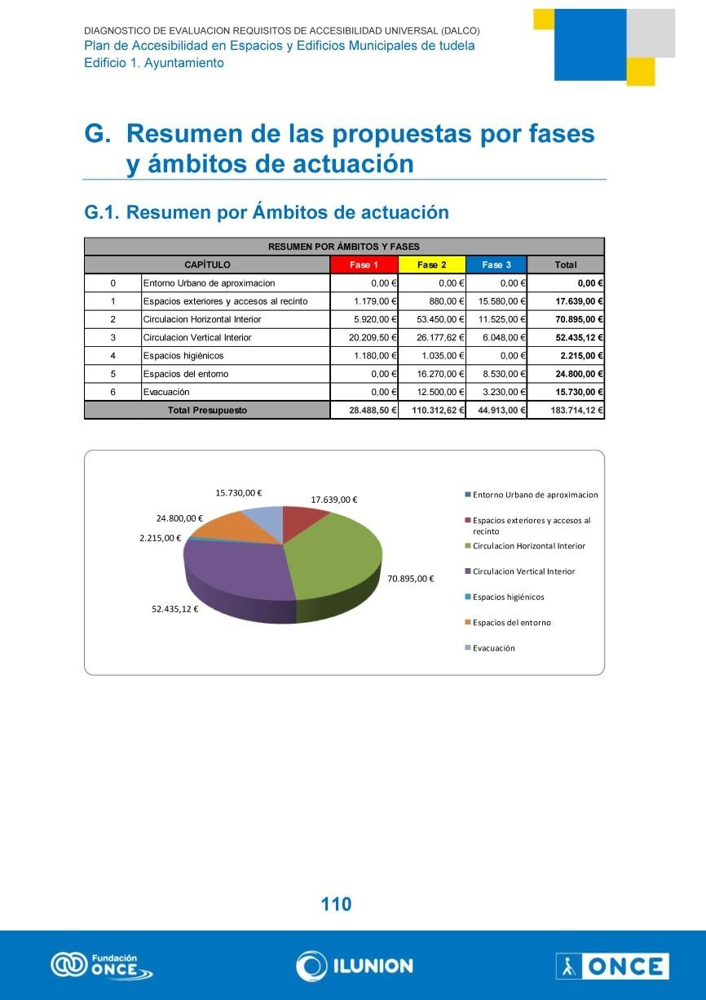 DIAGNOSTICO DE EVALUACION REQUISITOS DE ACCESIBILIDAD UNIVERSAL (DALCO)
Plan de Accesibilidad en Espacios y Edificios Municipales de tudela
Edificio 1. Ayuntamiento
G. Resumen de las propuestas por fases
y ámbitos de actuación
G.1. Resumen por Ámbitos de actuación
RESUMEN POR ÁMBITOS Y FASES
CAPÍTULO Fase 1 Fase 2 Fase 3 Total
0 Entorno Urbano de aproximacion 0,00 € 0,00 € 0,00 € 0,00 €
1 Espacios exteriores y accesos al recinto 1.179,00 € 880,00 € 15.580,00 € 17.639,00 €
2 Circulacion Horizontal Interior 5.920,00 € 53.450,00 € 11.525,00 € 70.895,00 €
3 Circulacion Vertical Interior 20.209,50 € 26.177,62 € 6.048,00 € 52.435,12 €
4 Espacios higiénicos 1.180,00 € 1.035,00 € 0,00 € 2.215,00 €
5 Espacios del entorno 0,00 € 16.270,00 € 8.530,00 € 24.800,00 €
6 Evacuación 0,00 € 12.500,00 € 3.230,00 € 15.730,00 €
Total Presupuesto 28.488,50 € 110.312,62 € 44.913,00 € 183.714,12 €
15.730,00 €
17.639,00 €
24.800,00 €
2.215,00 €
70.895,00 €
52.435,12 €
Entorno Urbano de aproximacion
Espacios exteriores y accesos al
recinto
Circulacion Horizontal Interior
Circulacion Vertical Interior
Espacios higiénicos
Espacios del entorno
Evacuación
110
Fundación
ONCE
ILUNION
ONCE